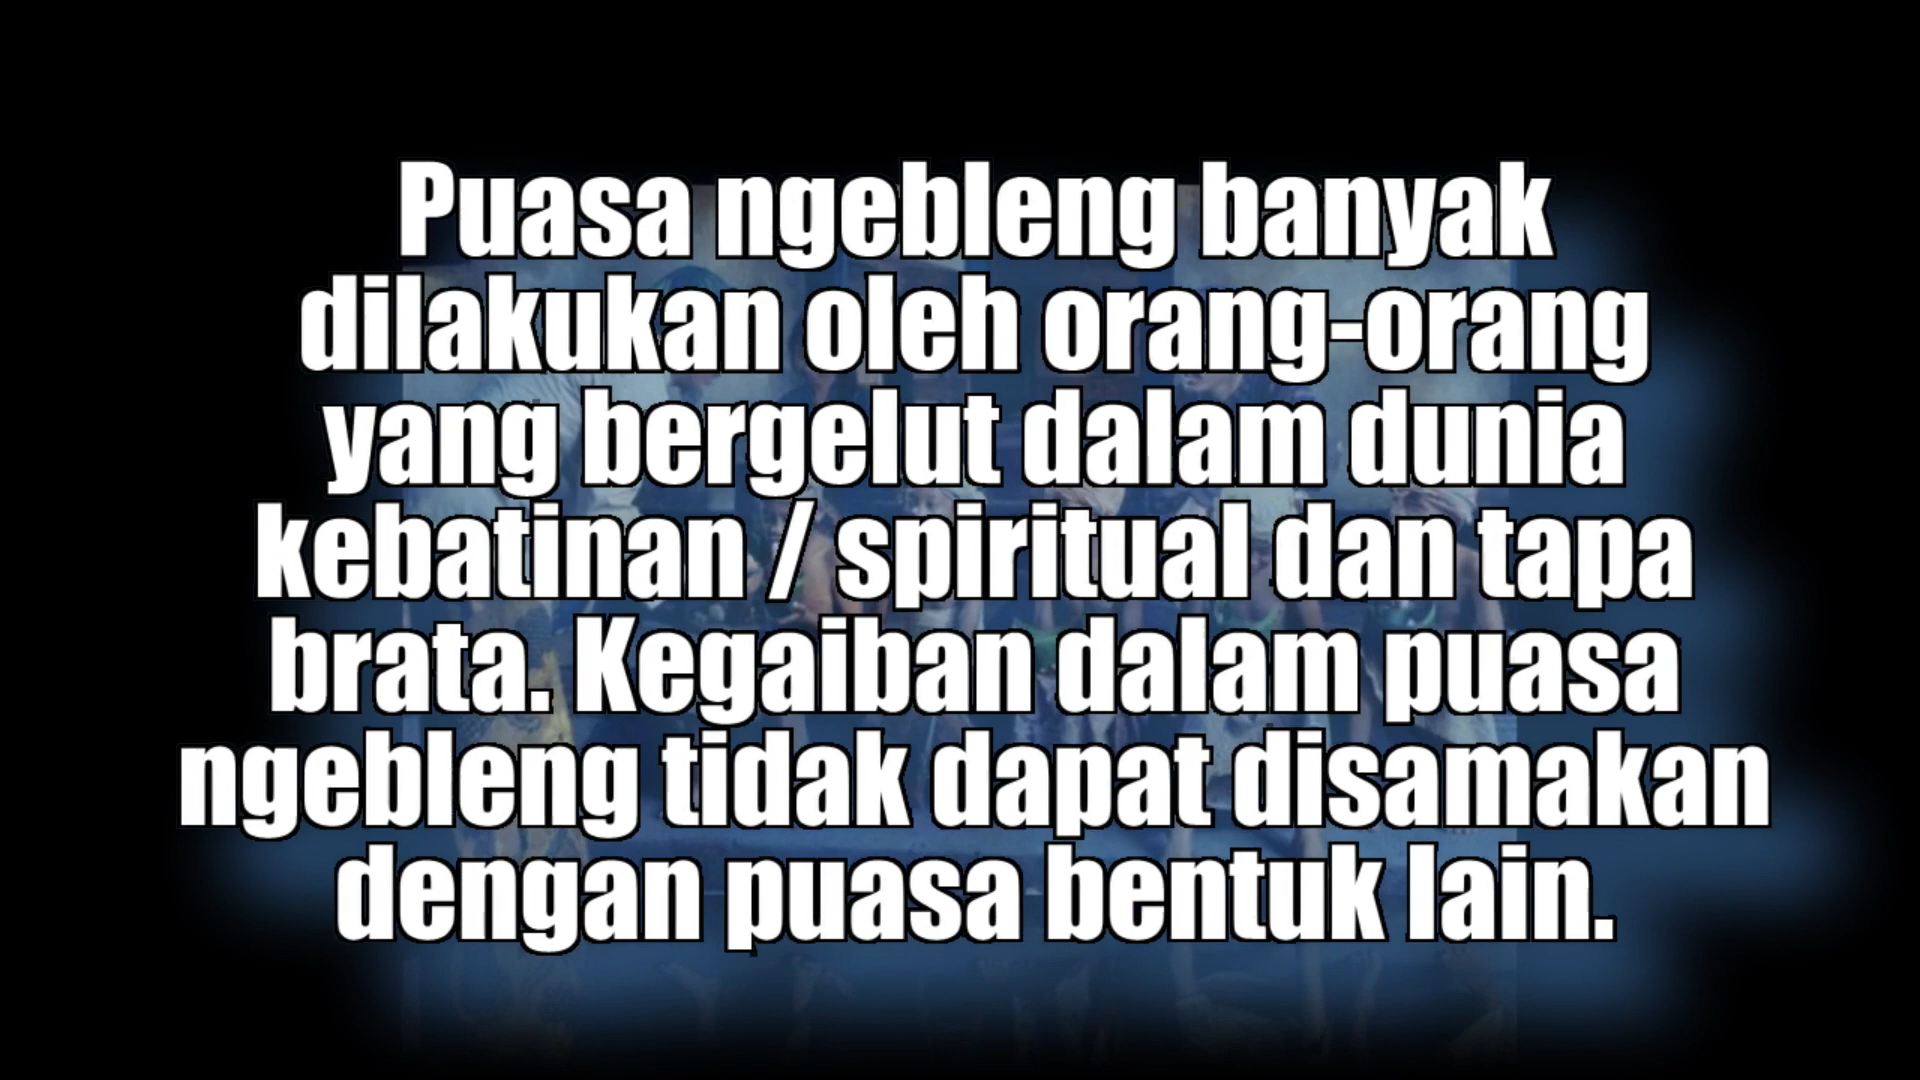 Puasa ngebleng banyak
dilakukan oleh orang-orang
yang bergelut dalam dunia
kebatinan / spiritual dan tapa
brata. Kegaiban dalam puasa
ngebleng tidak dapat disamakan
dengan puasa bentuk lain.